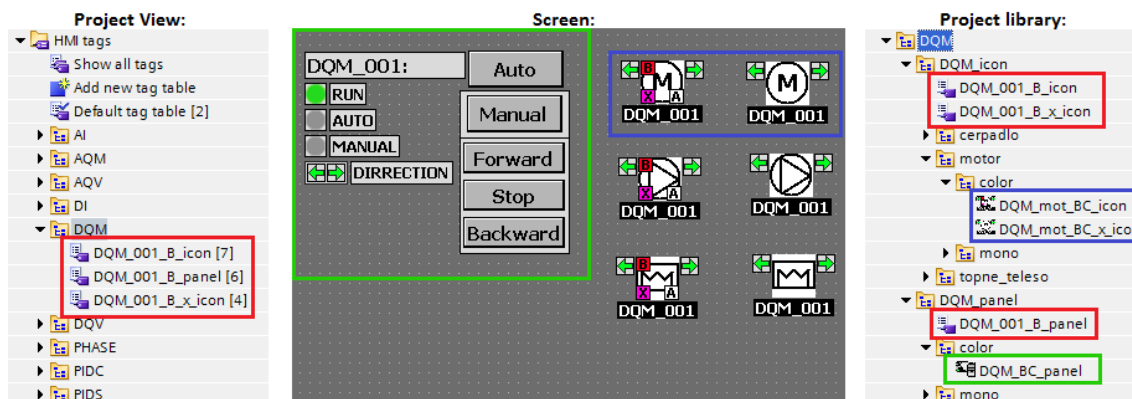 Project View:
HMI tags
Show all tags
Add new tag table
Default tag table [2]
AI
AQM
AQV
DI
DQM
DQM_001_B_icon [7]
DQM_001_B_panel [6]
DQM_001_B_x_icon [4]
DQV
PHASE
PIDC
PIDS
Screen:
DQM_001:
RUN
AUTO
MANUAL
DIRRECTION
Auto
Manual
Forward
Stop
Backward
B
M
X
A
DQM_001
M
DQM_001
B
X
A
DQM_001
DQM_001
B
X
A
DQM_001
DQM_001
Project library:
DQM
DQM_icon
DQM_001_B_icon
DQM_001_B_x_icon
cerpadlo
motor
color
DQM_mot_BC_icon
DQM_mot_BC_x_ico
mono
topne_teleso
DQM_panel
DQM_001_B_panel
color
DQM_BC_panel
mono